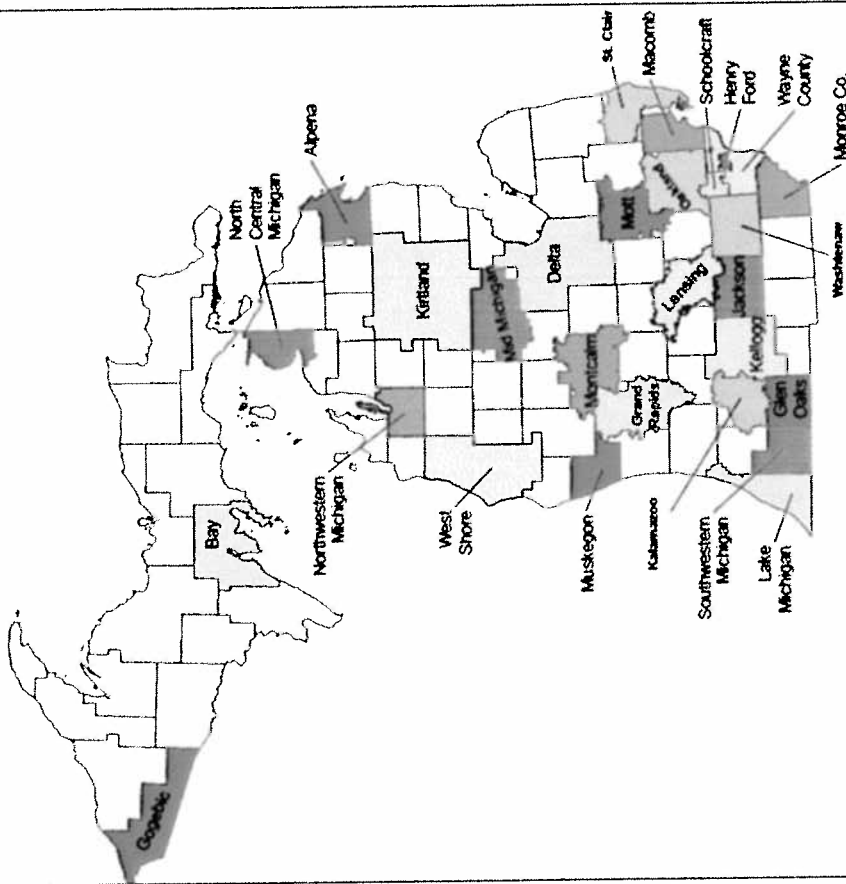 Gogebic
Bay
North
Central
Michigan
Alpena
Northwestern
Michigan
Kirtland
West
Shore
Mid Michigan
Delta
Muskegon
Montcalm
Grand
Rapids
Mott
St. Clair
Macomb
Oakland
Schoolcraft
Henry
Ford
Wayne
County
Monroe Co.
Washtenaw
Lansing
Jackson
Kellogg
Kalamazoo
Glen
Oaks
Southwestern
Michigan
Lake
Michigan